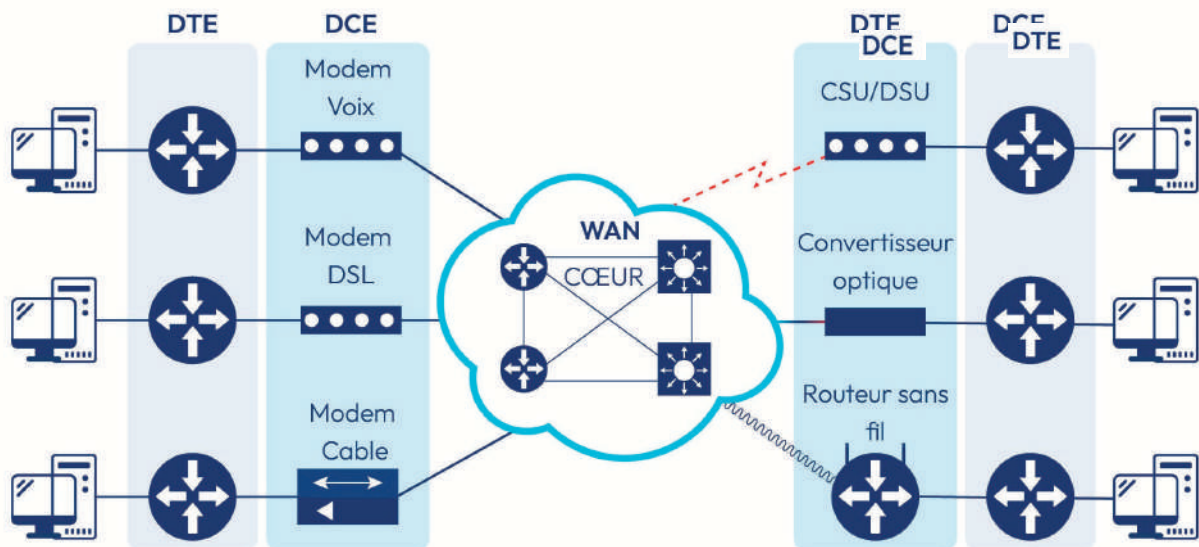 DTE
DCE
DTE
DCE
DCE
DTE
Modem
Voix
CSU/DSU
WAN
CŒUR
Modem
DSL
Convertisseur
optique
Modem
Cable
Routeur sans
fil